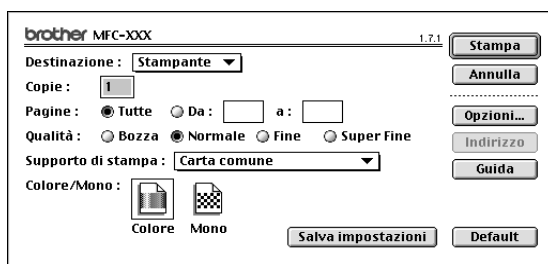 brother MFC-XXX 1.7.1
Stampa
Destinazione : Stampante
Annulla
Copie : 1
Pagine : Tutte Da : a :
Opzioni...
Qualità : Bozza Normale Fine Super Fine
Indirizzo
Supporto di stampa : Carta comune
Guida
Colore/Mono :
Colore Mono
Salva impostazioni Default